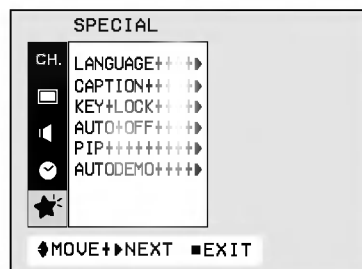 SPECIAL
CH.
LANGUAGE++++▶
CAPTION++++▶
KEY+LOCK++++▶
AUTO+OFF++++▶
PIP++++++++▶
AUTODEMO++++▶
♦MOVE+▶NEXT ■EXIT